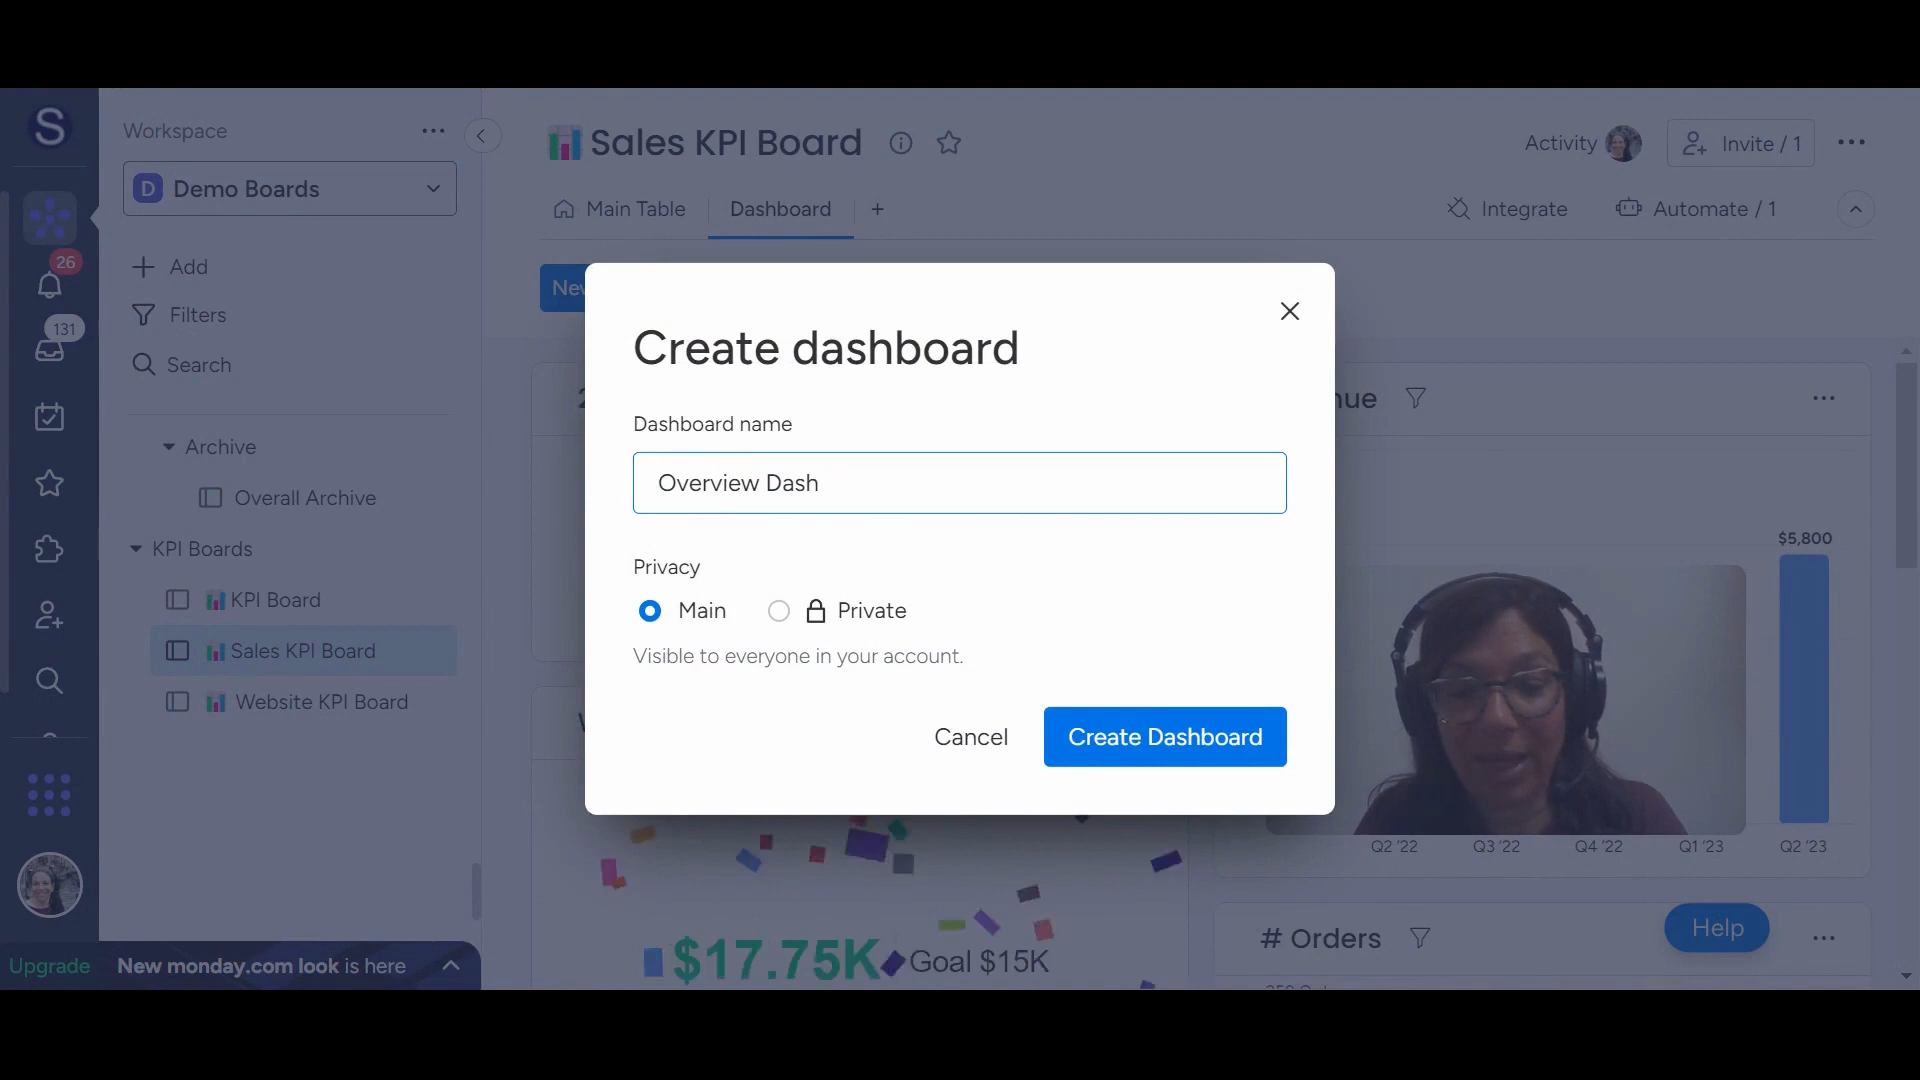 S
Workspace
D Demo Boards
26
131
Add
Filters
Search
Archive
Overall Archive
KPI Boards
KPI Board
Sales KPI Board
Website KPI Board
Upgrade
New monday.com look is here
Sales KPI Board
Activity
Invite / 1
Main Table
Dashboard
+
Integrate
Automate / 1
Create dashboard
Dashboard name
Overview Dash
Privacy
Main
Private
Visible to everyone in your account.
Cancel
Create Dashboard
$5,800
Q2 '22
Q3 '22
Q4 '22
Q1 '23
Q2 '23
$17.75K
Goal $15K
# Orders
Help